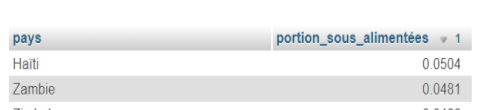 pays portion_sous_alimentées 1
Haïti 0.0504
Zambie 0.0481